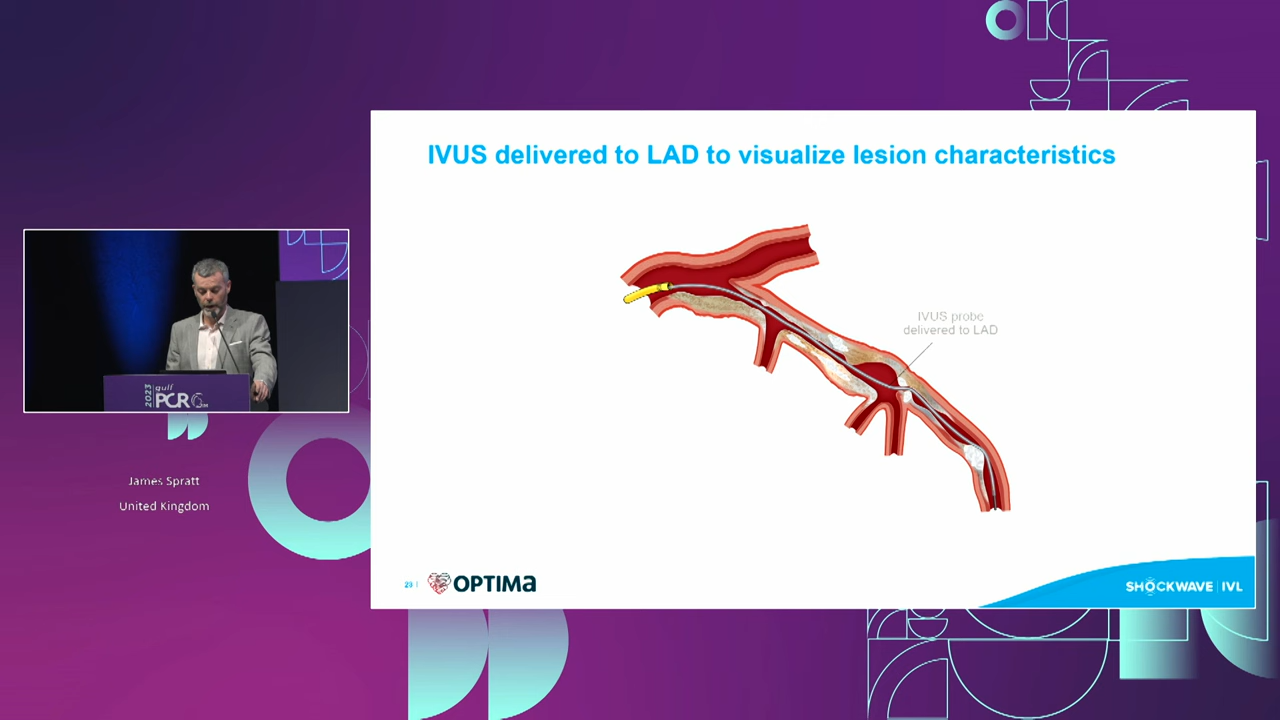 IVUS delivered to LAD to visualize lesion characteristics
IVUS probe
delivered to LAD
2023
gulf
PCR
James Spratt
United Kingdom
OPTIMA
SHOCKWAVE | IVL